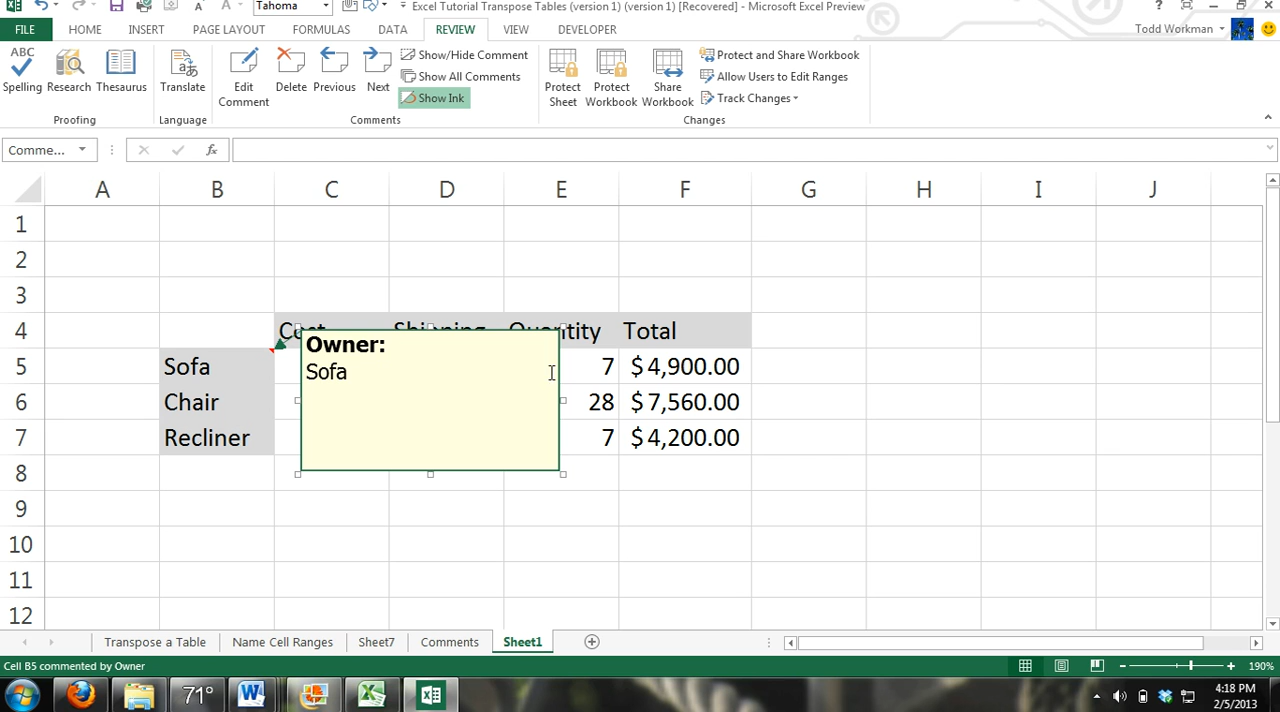 Tahoma
Excel Tutorial Transpose Tables (version 1) (version 1) [Recovered] - Microsoft Excel Preview
?
FILE HOME INSERT PAGE LAYOUT FORMULAS DATA REVIEW VIEW DEVELOPER Todd Workman
ABC
Spelling Research Thesaurus Translate Edit Comment Delete Previous Next
Show/Hide Comment
Show All Comments
Show Ink
Protect Sheet Protect Workbook Share Workbook
Protect and Share Workbook
Allow Users to Edit Ranges
Track Changes
Proofing Language Comments Changes
Comme... fx
A B C D E F G H I J
1
2
3
4 Cost Shipping Quantity Total
5 Sofa 7 $ 4,900.00
6 Chair 28 $ 7,560.00
7 Recliner 7 $ 4,200.00
Owner:
Sofa
8
9
10
11
12
Transpose a Table Name Cell Ranges Sheet7 Comments Sheet1
Cell B5 commented by Owner 190%
71° 4:18 PM
2/5/2013